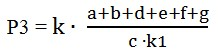 P3 = k · a+b+d+e+f+g / c ·k1